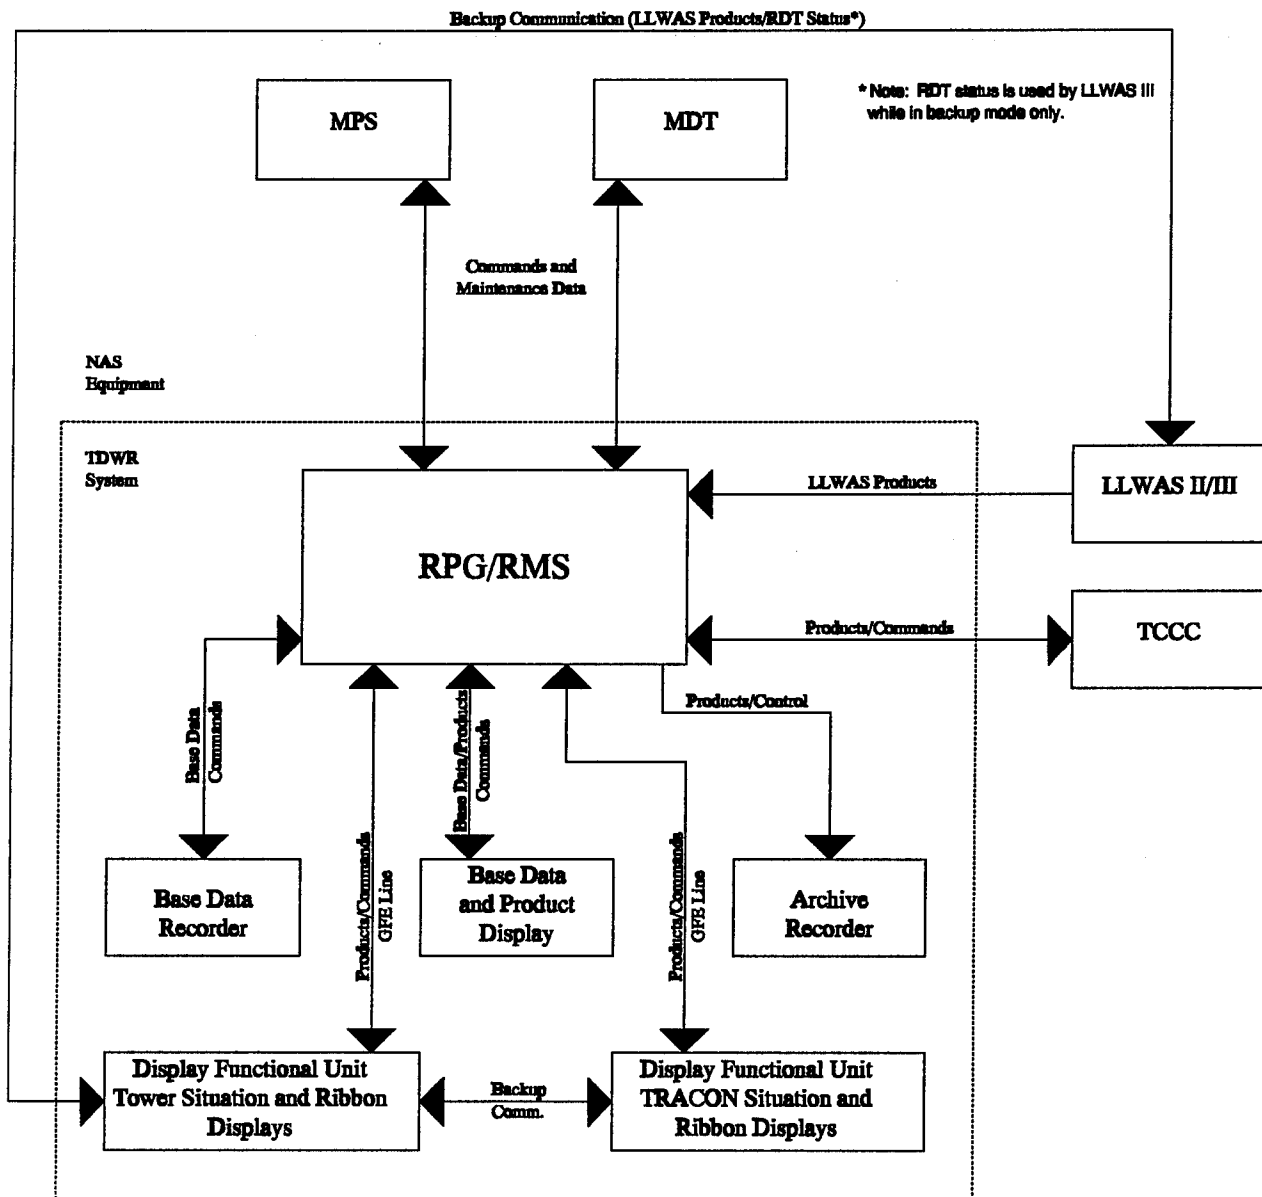 Backup Communication (LLWAS Products/RDT Status*)
MPS
MDT
* Note: RDT status is used by LLWAS III
while in backup mode only.
Commands and
Maintenance Data
NAS
Equipment
TDWR
System
RPG/RMS
LLWAS Products
LLWAS II/III
Products/Commands
TCCC
Base Data
Commands
Base Data/Products
Commands
Products/Control
Products/Commands
GFE Line
Products/Commands
GFE Line
Base Data
Recorder
Base Data
and Product
Display
Archive
Recorder
Display Functional Unit
Tower Situation and Ribbon
Displays
Backup
Comm.
Display Functional Unit
TRACON Situation and
Ribbon Displays